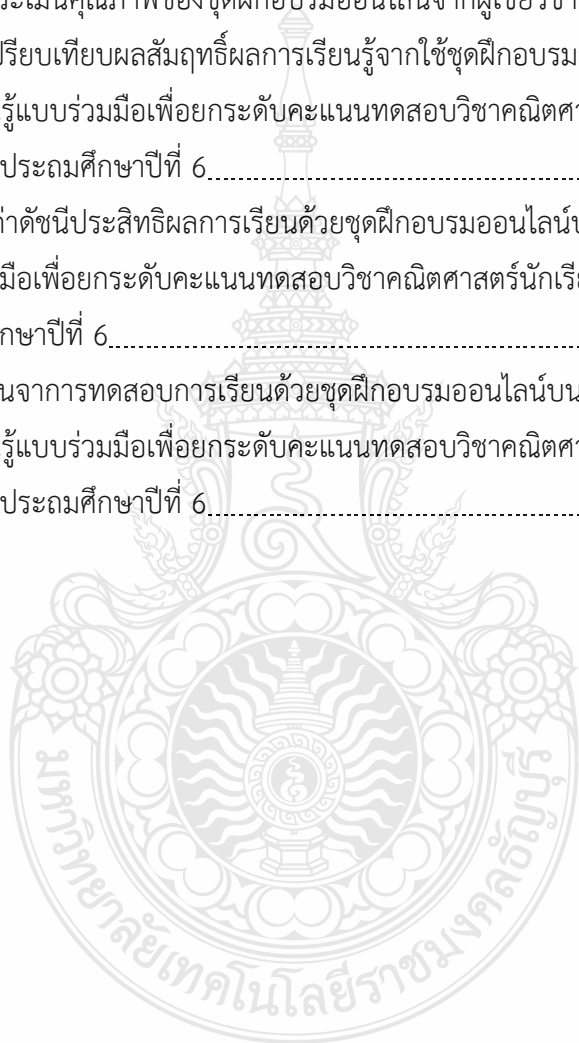 ระเมินคุณภาพของชุดฝึกอบรมออนไลน์จากผู้เชี่ยวชา
ปรียบเทียบผลสัมฤทธิ์ผลการเรียนรู้จากใช้ชุดฝึกอบรม
รู้แบบร่วมมือเพื่อยกระดับคะแนนทดสอบวิชาคณิตศา
ประถมศึกษาปีที่ 6
ค่าดัชนีประสิทธิผลการเรียนด้วยชุดฝึกอบรมออนไลน์บ
มือเพื่อยกระดับคะแนนทดสอบวิชาคณิตศาสตร์นักเรีย
กษาปีที่ 6
นจาการทดสอบการเรียนด้วยชุดฝึกอบรมออนไลน์บน
รู้แบบร่วมมือเพื่อยกระดับคะแนนทดสอบวิชาคณิตศา
ประถมศึกษาปีที่ 6
มหาวิทยาลัยเทคโนโลยีราชมงคลธัญบุรี